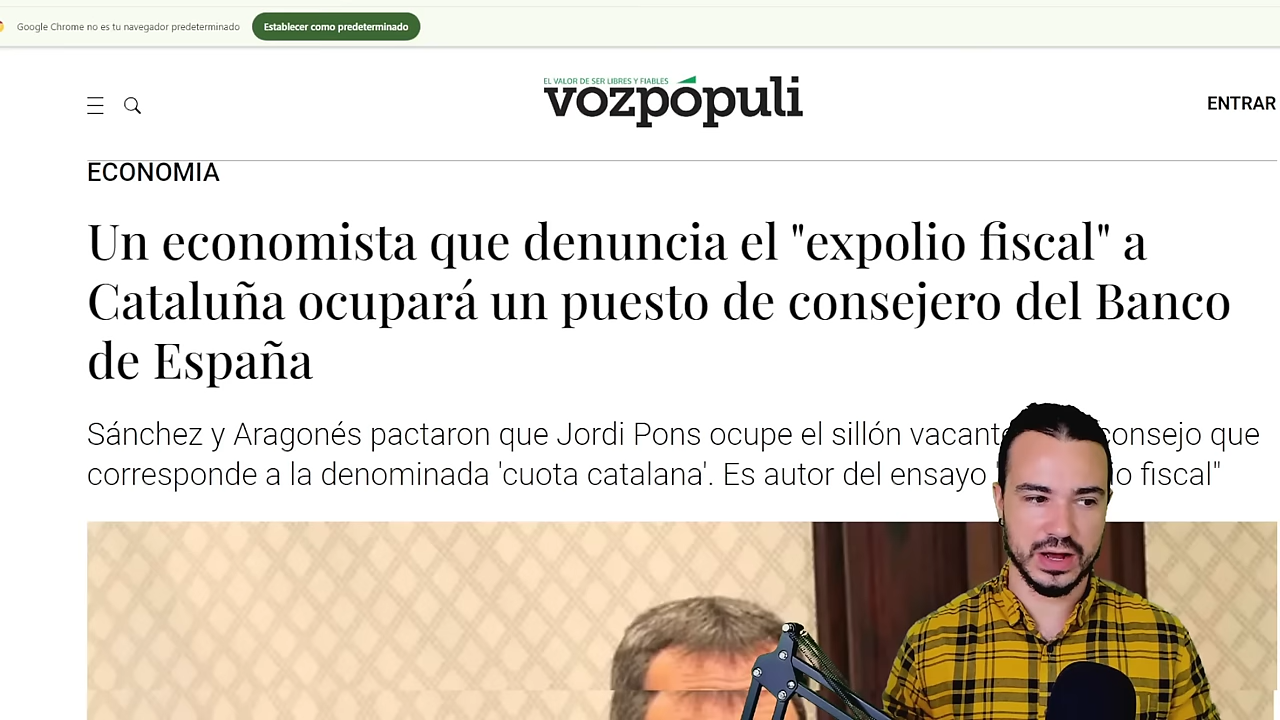 Google Chrome no es tu navegador predeterminado
Establecer como predeterminado
EL VALOR DE SER LIBRES Y FIABLES
vozpópuli
ENTRAR
ECONOMIA
Un economista que denuncia el "expolio fiscal" a
Cataluña ocupará un puesto de consejero del Banco
de España
Sánchez y Aragonés pactaron que Jordi Pons ocupe el sillón vacante consejo que
corresponde a la denominada 'cuota catalana'. Es autor del ensayo fiscal"